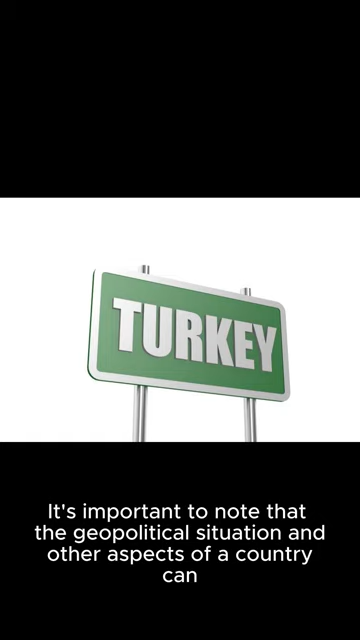 TURKEY
It's important to note that
the geopolitical situation and
other aspects of a country
can